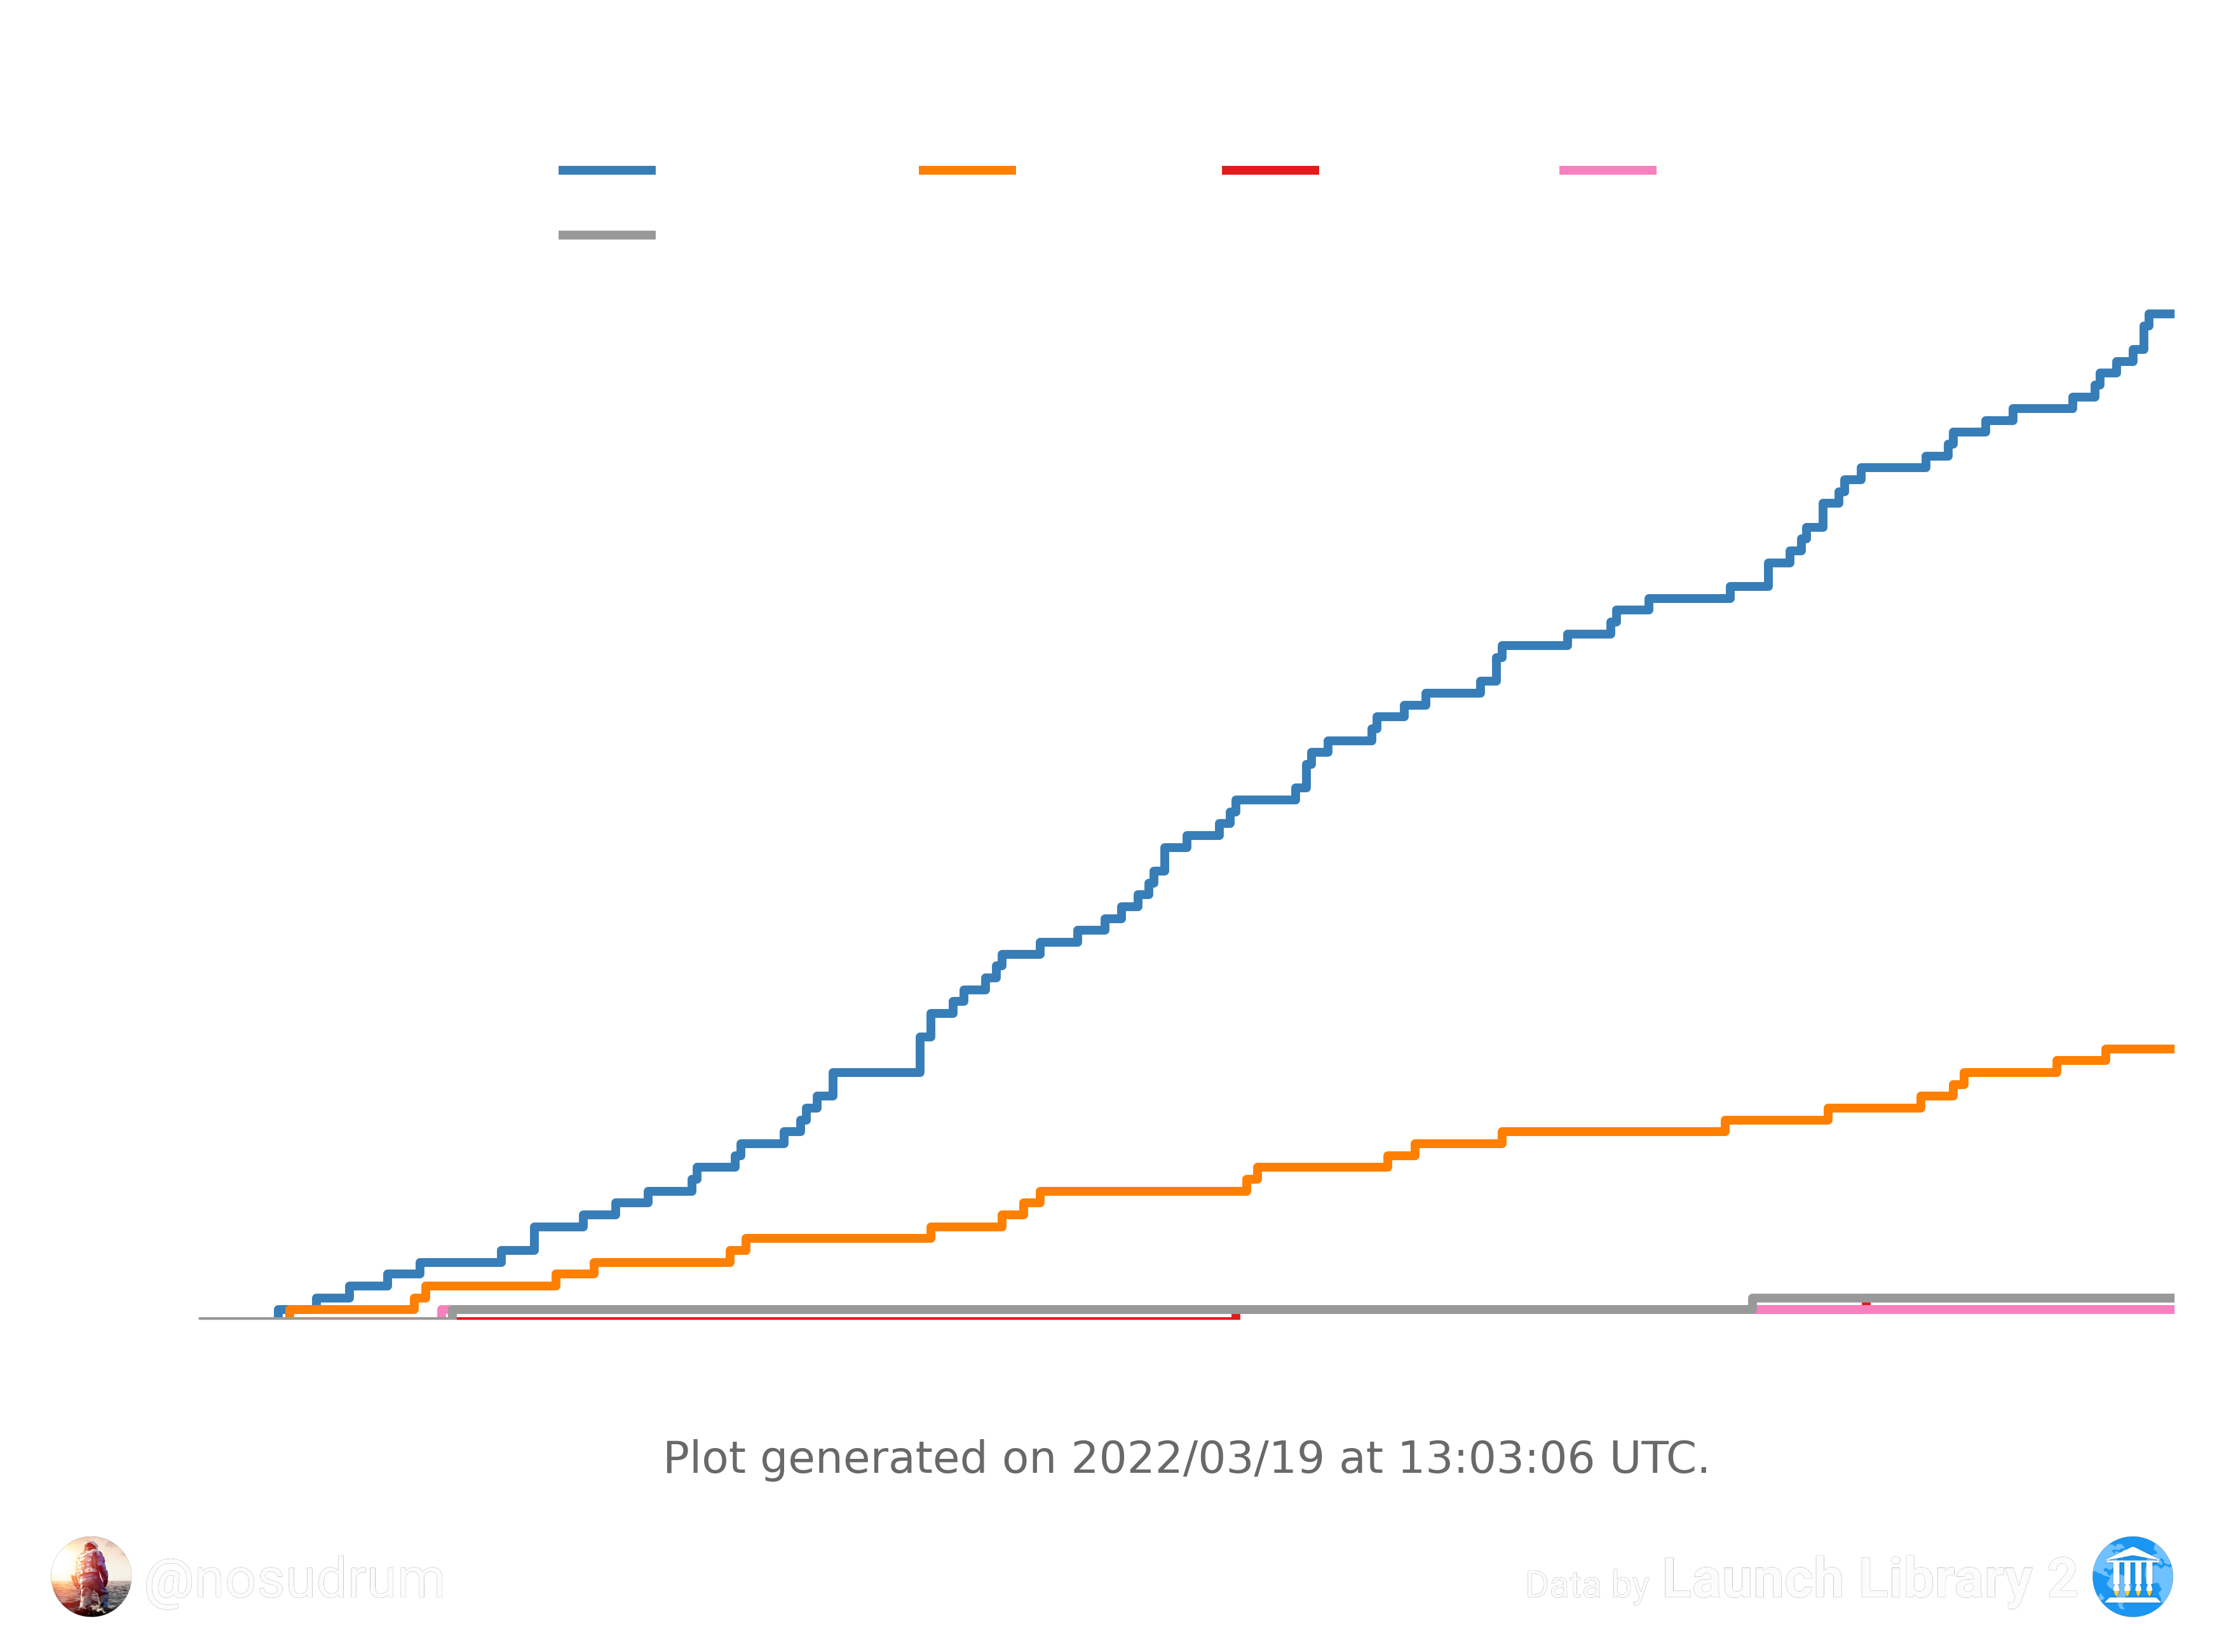 Plot generated on 2022/03/19 at 13:03:06 UTC.
@nosudrum
Data by Launch Library 2